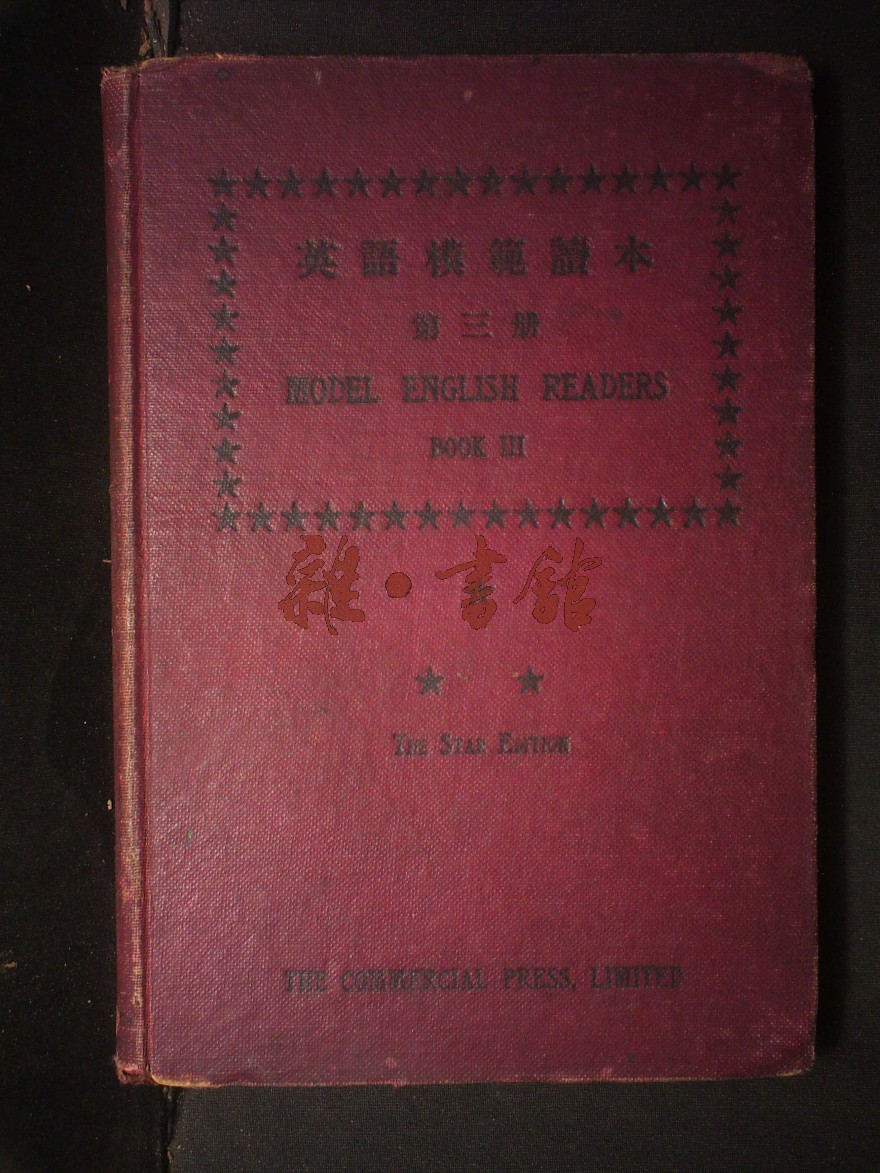 英語模範讀本
第三册
MODEL ENGLISH READERS
BOOK III
雜·書館
THE STAR EDITION
THE COMMERCIAL PRESS, LIMITED